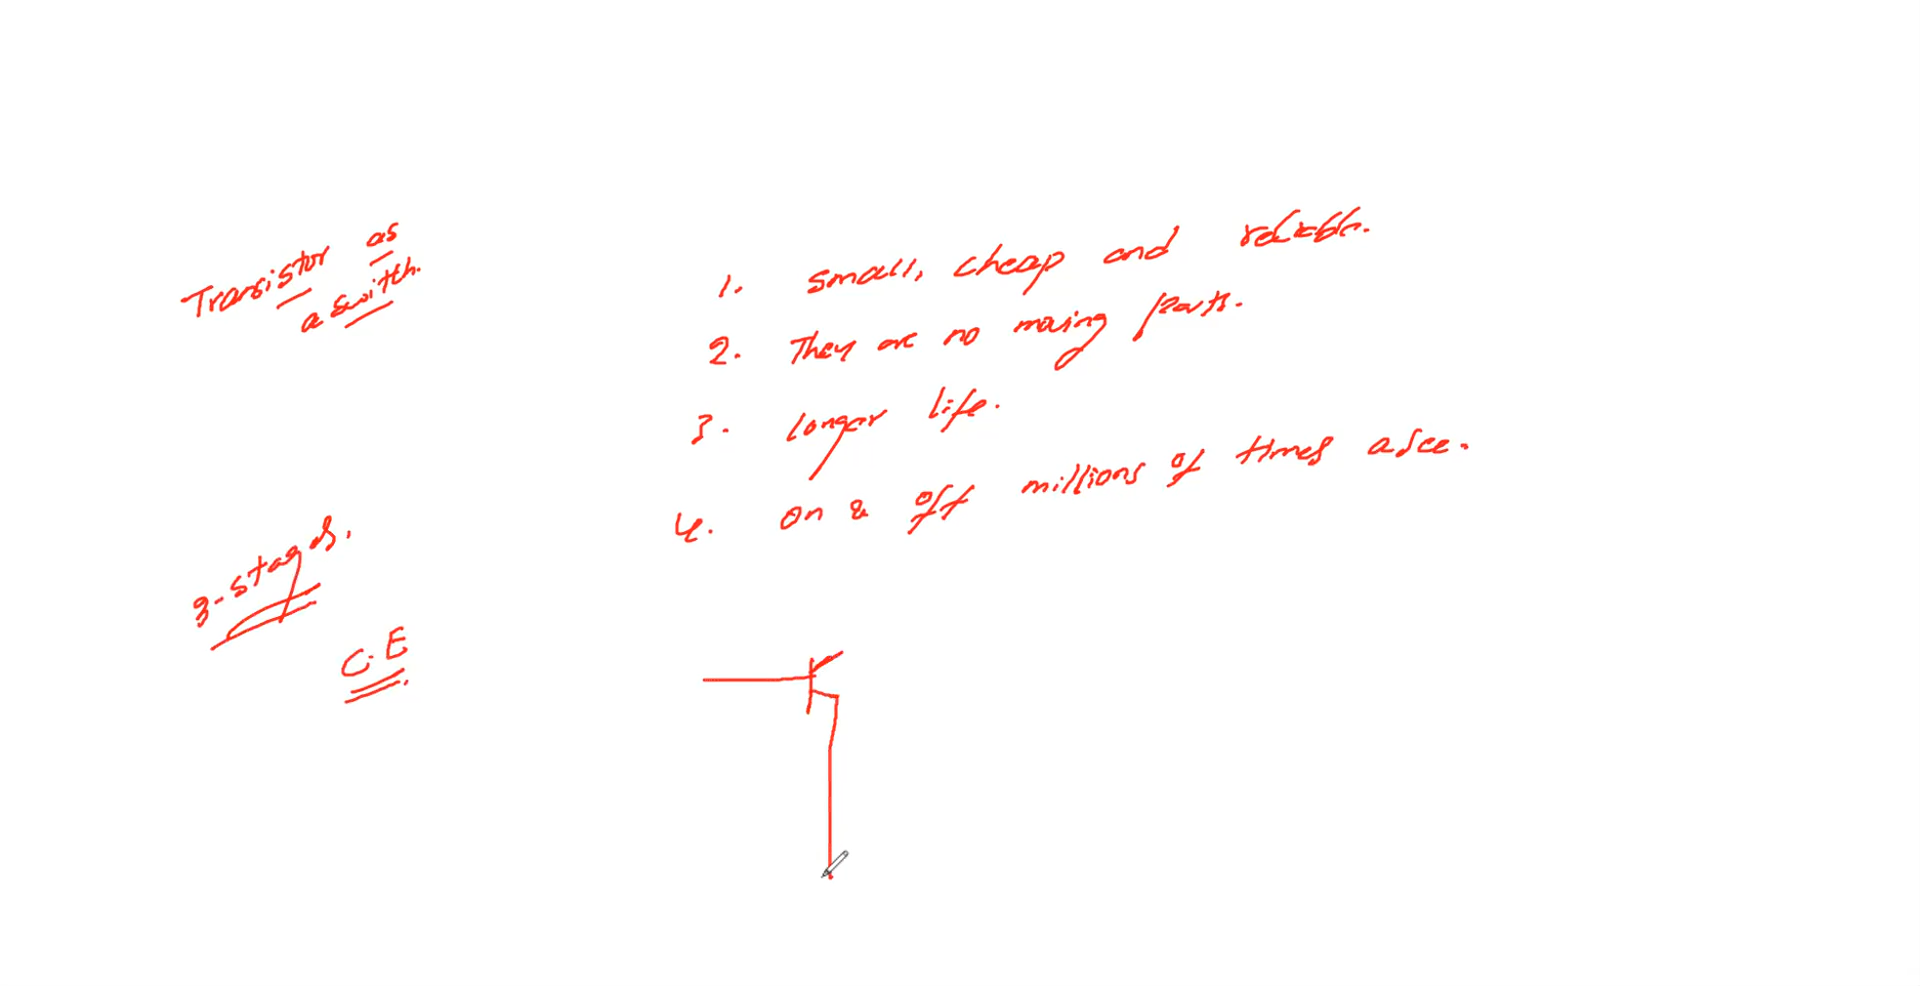 Transistor as
a switch.
1. Small, cheap and reliable.
2. They are no moving parts.
3. Longer life.
4. On & off millions of times a sec.
3-stages.
C.E